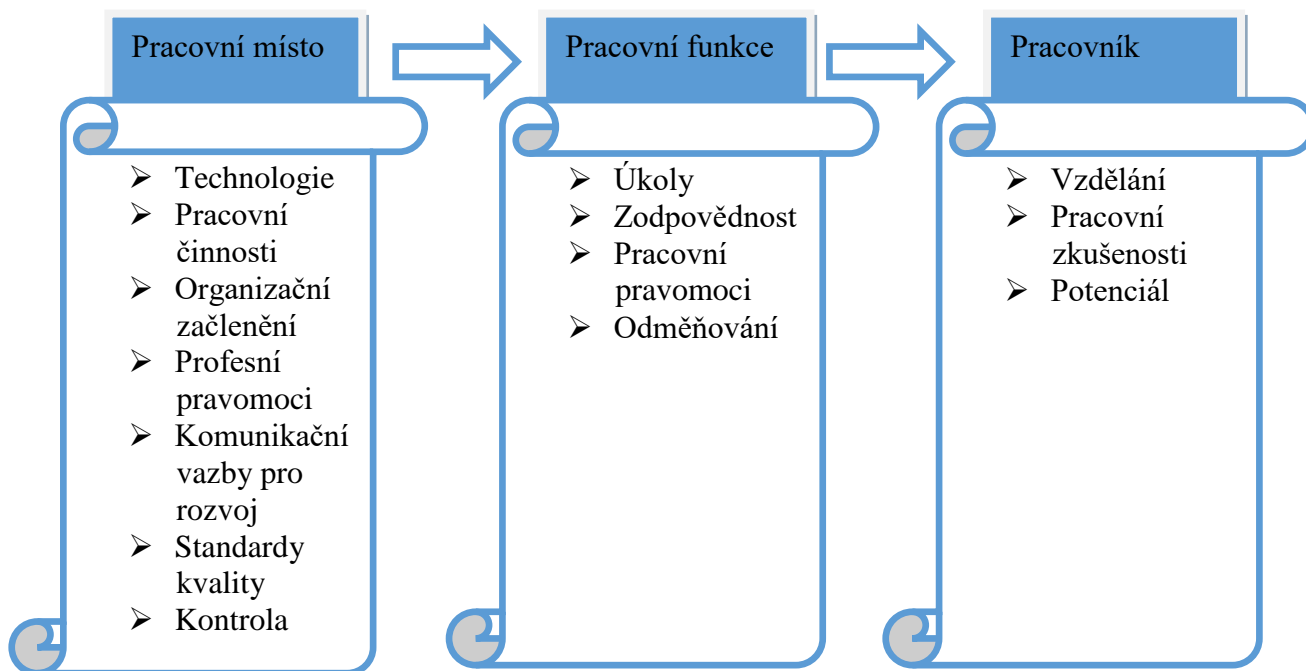 Pracovní místo
Technologie
Pracovní
činnosti
Organizační
začlenění
Profesní
pravomoci
Komunikační
vazby pro
rozvoj
Standardy
kvality
Kontrola
Pracovní funkce
Úkoly
Zodpovědnost
Pracovní
pravomoci
Odměňování
Pracovník
Vzdělání
Pracovní
zkušenosti
Potenciál